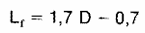 L_f = 1,7 D – 0,7